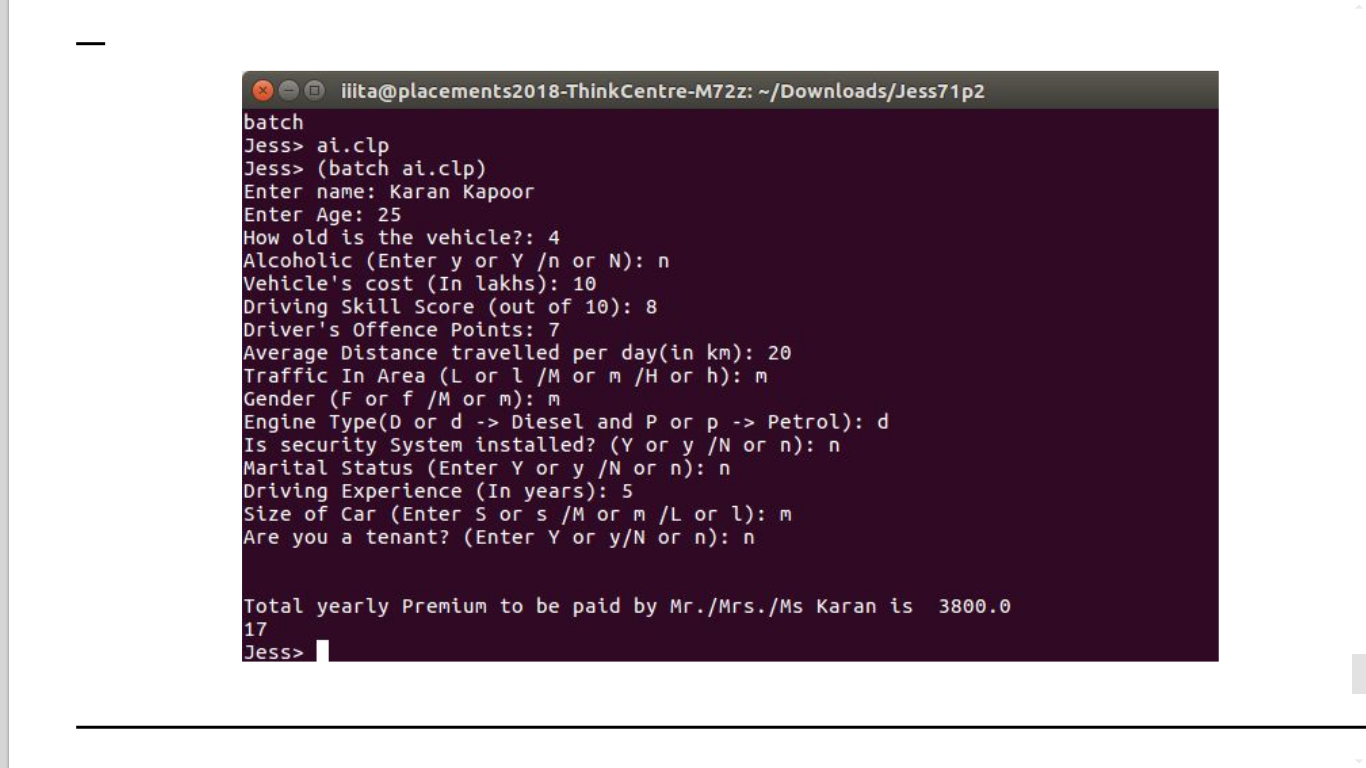 iiita@placements2018-ThinkCentre-M72z: ~/Downloads/Jess71p2
batch
Jess> ai.clp
Jess> (batch ai.clp)
Enter name: Karan Kapoor
Enter Age: 25
How old is the vehicle?: 4
Alcoholic (Enter y or Y /n or N): n
Vehicle's cost (In lakhs): 10
Driving Skill Score (out of 10): 8
Driver's Offence Points: 7
Average Distance travelled per day(in km): 20
Traffic In Area (L or l /M or m /H or h): m
Gender (F or f /M or m): m
Engine Type(D or d -> Diesel and P or p -> Petrol): d
Is security System installed? (Y or y /N or n): n
Marital Status (Enter Y or y /N or n): n
Driving Experience (In years): 5
Size of Car (Enter S or s /M or m /L or l): m
Are you a tenant? (Enter Y or y/N or n): n
Total yearly Premium to be paid by Mr./Mrs./Ms Karan is  3800.0
17
Jess>